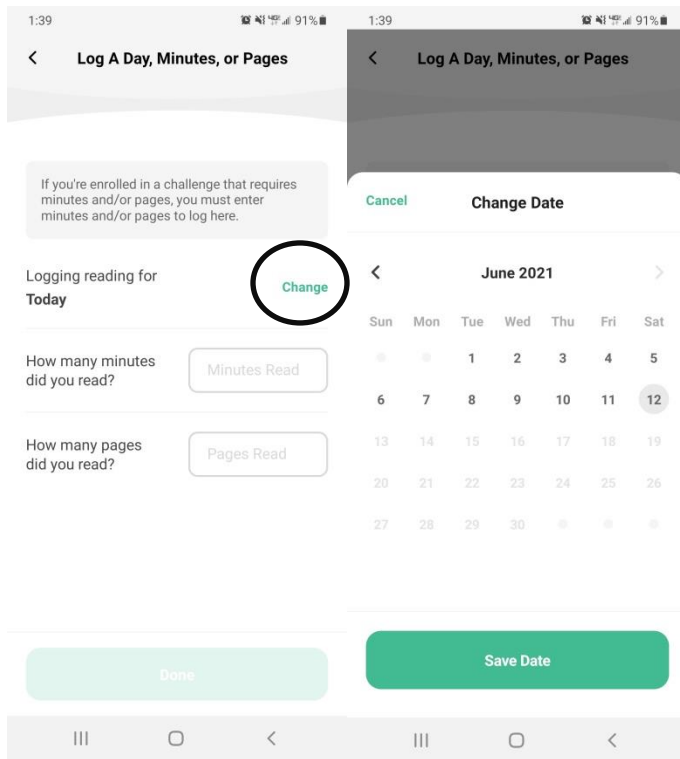 1:39
91%
Log A Day, Minutes, or Pages
If you're enrolled in a challenge that requires
minutes and/or pages, you must enter
minutes and/or pages to log here.
Logging reading for
Today
Change
How many minutes
did you read?
Minutes Read
How many pages
did you read?
Pages Read
Done
1:39
91%
Log A Day, Minutes, or Pages
Cancel
Change Date
June 2021
Sun Mon Tue Wed Thu Fri Sat
1 2 3 4 5
6 7 8 9 10 11 12
13 14 15 16 17 18 19
20 21 22 23 24 25 26
27 28 29 30
Save Date